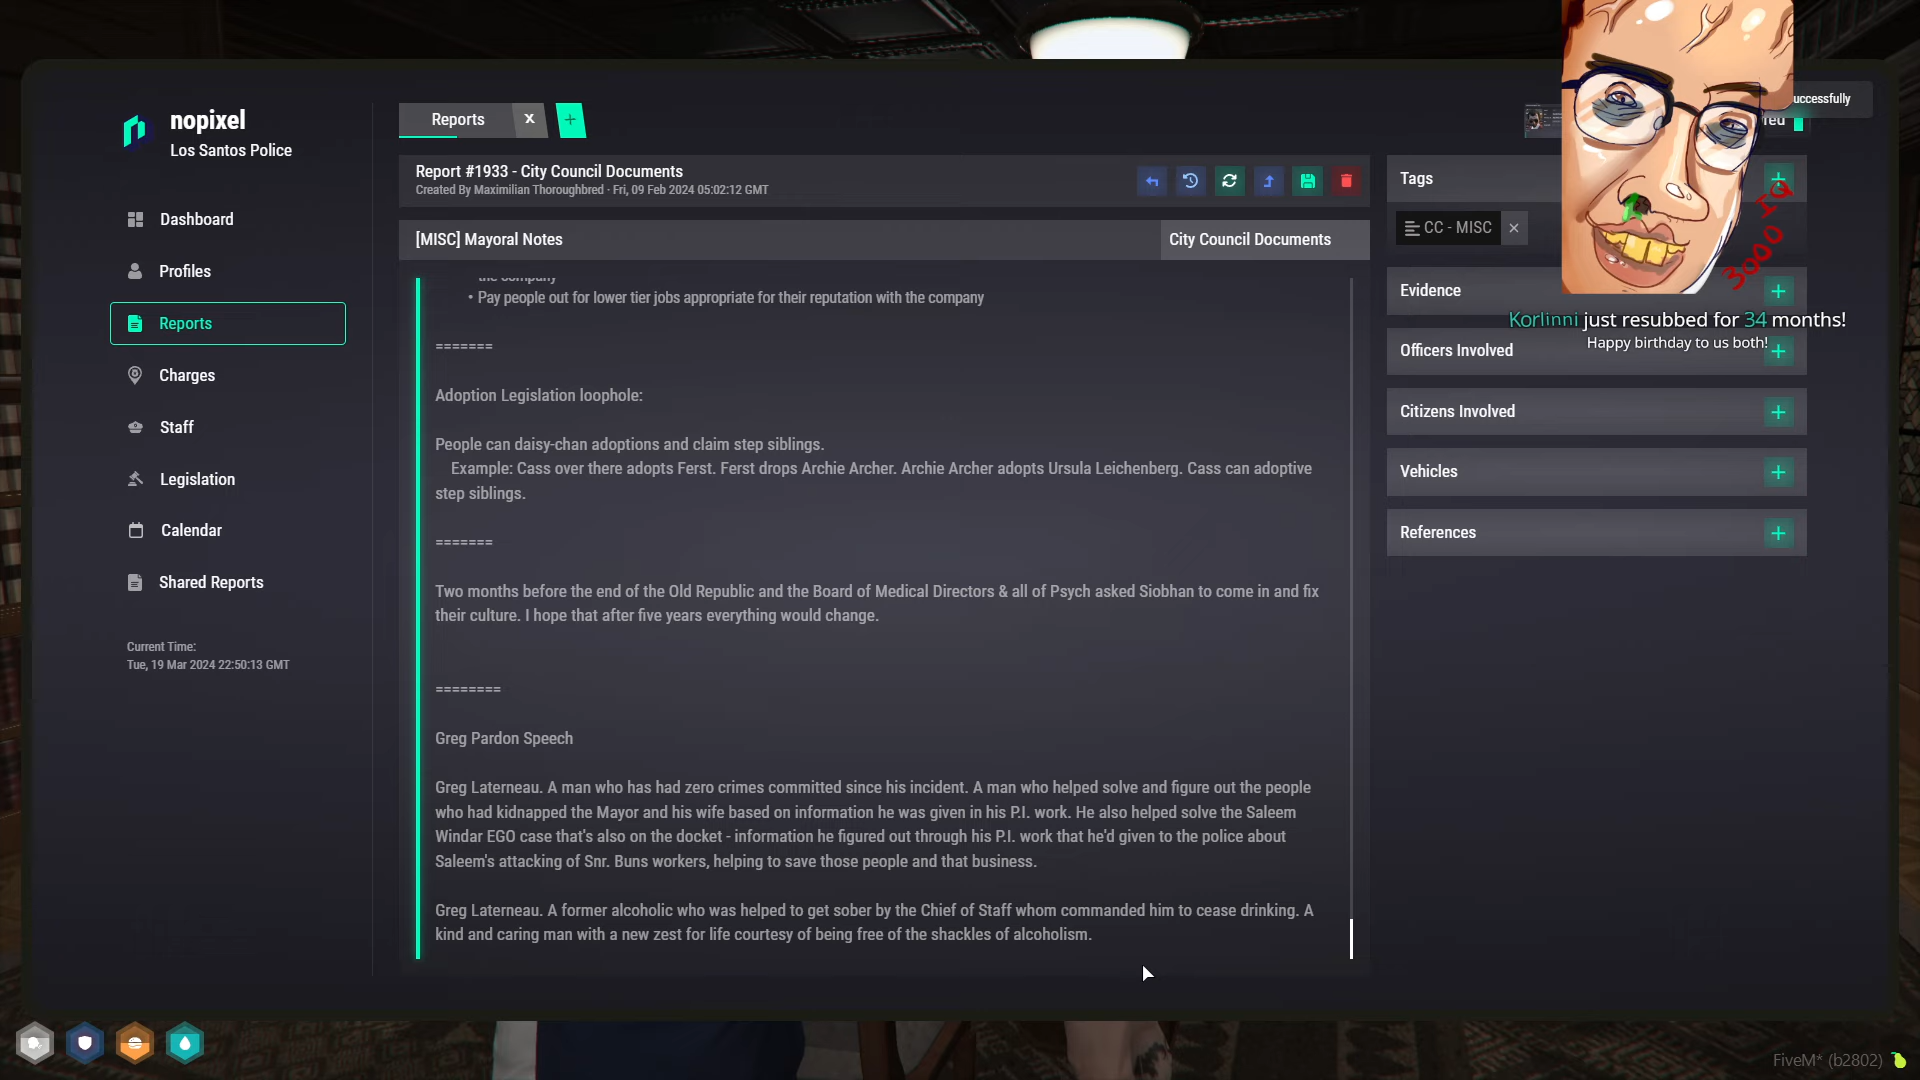 nopixel
Los Santos Police
Dashboard
Profiles
Reports
Charges
Staff
Legislation
Calendar
Shared Reports
Current Time:
Tue, 19 Mar 2024 22:50:13 GMT
Reports x +
Report #1933 - City Council Documents
Created By Maximilian Thoroughbred · Fri, 09 Feb 2024 05:02:12 GMT
[MISC] Mayoral Notes
City Council Documents
the company
• Pay people out for lower tier jobs appropriate for their reputation with the company
=======
Adoption Legislation loophole:
People can daisy-chan adoptions and claim step siblings.
Example: Cass over there adopts Ferst. Ferst drops Archie Archer. Archie Archer adopts Ursula Leichenberg. Cass can adoptive
step siblings.
=======
Two months before the end of the Old Republic and the Board of Medical Directors & all of Psych asked Siobhan to come in and fix
their culture. I hope that after five years everything would change.
========
Greg Pardon Speech
Greg Laterneau. A man who has had zero crimes committed since his incident. A man who helped solve and figure out the people
who had kidnapped the Mayor and his wife based on information he was given in his P.I. work. He also helped solve the Saleem
Windar EGO case that's also on the docket - information he figured out through his P.I. work that he'd given to the police about
Saleem's attacking of Snr. Buns workers, helping to save those people and that business.
Greg Laterneau. A former alcoholic who was helped to get sober by the Chief of Staff whom commanded him to cease drinking. A
kind and caring man with a new zest for life courtesy of being free of the shackles of alcoholism.
Tags
CC - MISC
Evidence
Officers Involved
Citizens Involved
Vehicles
References
3000 IQ
Korlinni just resubbed for 34 months!
Happy birthday to us both!
FiveM* (b2802)